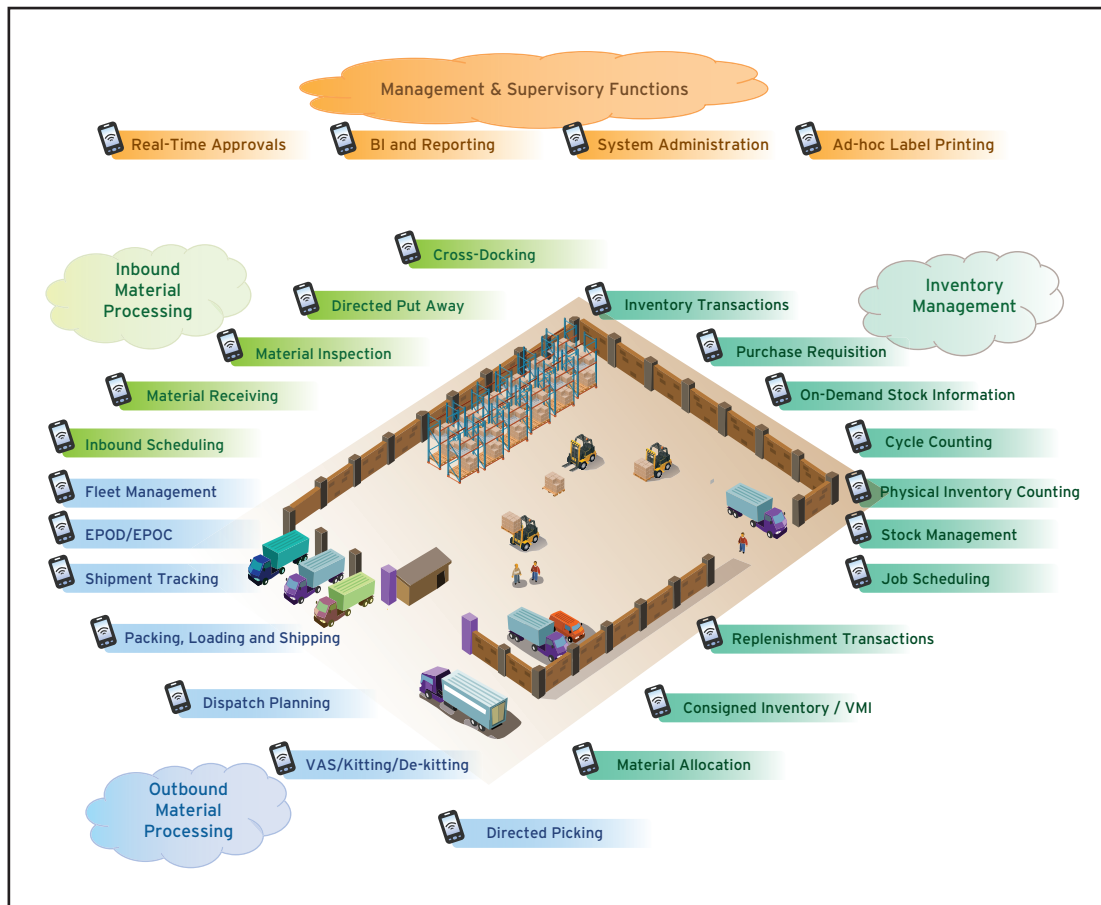 Management & Supervisory Functions
Real-Time Approvals
BI and Reporting
System Administration
Ad-hoc Label Printing
Cross-Docking
Inbound
Material
Processing
Inventory
Management
Directed Put Away
Inventory Transactions
Material Inspection
Purchase Requisition
Material Receiving
On-Demand Stock Information
Inbound Scheduling
Cycle Counting
Fleet Management
Physical Inventory Counting
EPOD/EPOC
Stock Management
Shipment Tracking
Job Scheduling
Packing, Loading and Shipping
Replenishment Transactions
Dispatch Planning
Consigned Inventory / VMI
VAS/Kitting/De-kitting
Material Allocation
Outbound
Material
Processing
Directed Picking